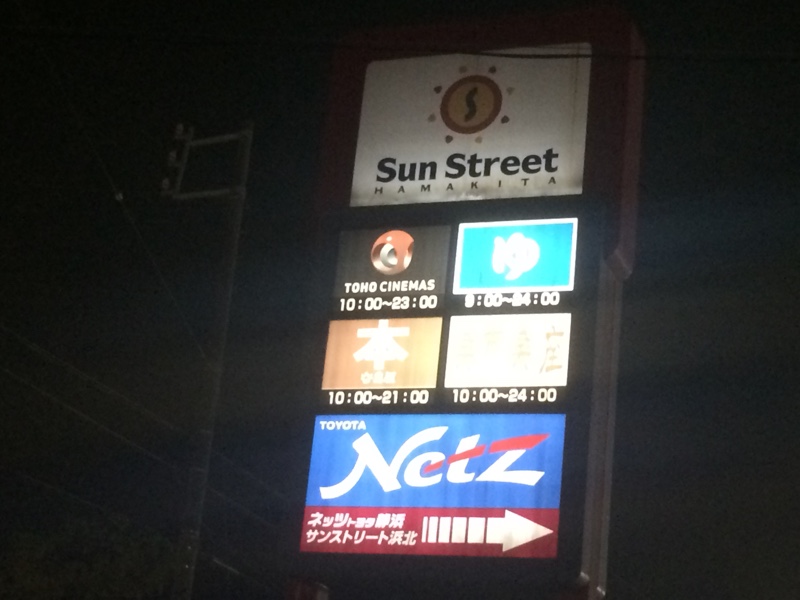 Sun Street
HAMAKITA
TOHO CINEMAS
10:00~23:00
ゆ
9:00~24:00
本
10:00~21:00
10:00~24:00
TOYOTA
Netz
ネッツトヨタ静浜
サンストリート浜北